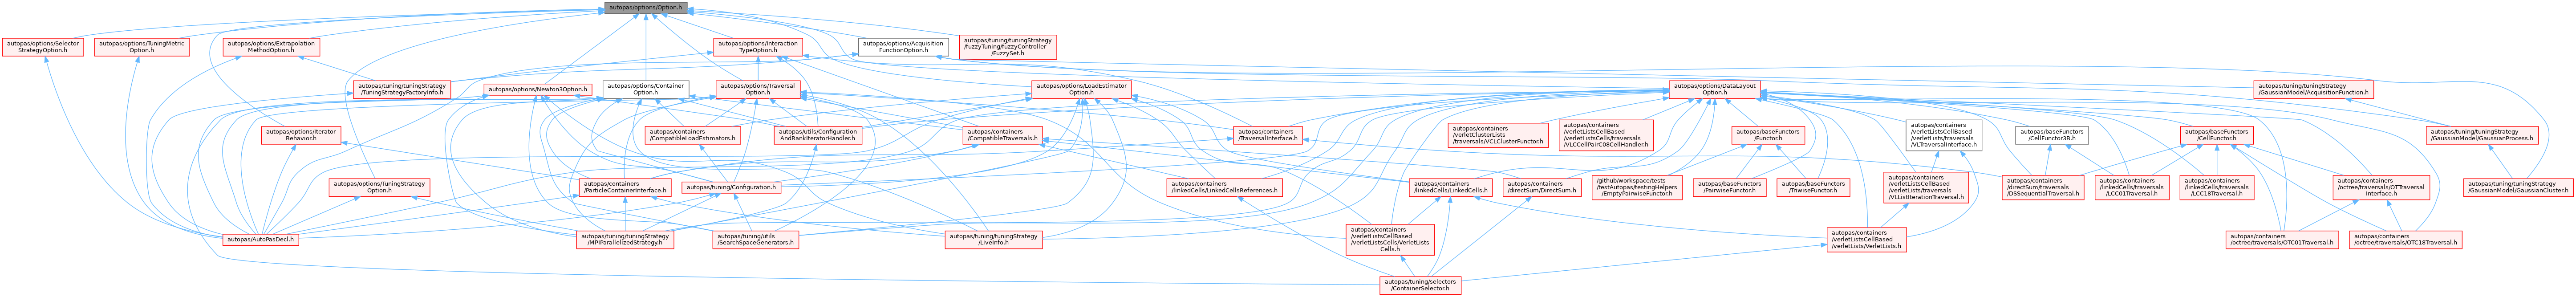 autopas/options/Option.h
autopas/options/Selector
StrategyOption.h
autopas/options/TuningMetric
Option.h
autopas/options/Extrapolation
MethodOption.h
autopas/options/Interaction
TypeOption.h
autopas/options/Acquisition
FunctionOption.h
autopas/tuning/tuningStrategy
/fuzzyTuning/fuzzyController
/FuzzySet.h
autopas/tuning/tuningStrategy
/TuningStrategyFactoryInfo.h
autopas/options/Newton3Option.h
autopas/options/Container
Option.h
autopas/options/Traversal
Option.h
autopas/options/LoadEstimator
Option.h
autopas/options/DataLayout
Option.h
autopas/tuning/tuningStrategy
/GaussianModel/AcquisitionFunction.h
autopas/options/Iterator
Behavior.h
autopas/containers
/CompatibleLoadEstimators.h
autopas/utils/Configuration
AndRankIteratorHandler.h
autopas/containers
/CompatibleTraversals.h
autopas/containers
/TraversalInterface.h
autopas/containers
/verletClusterLists
/traversals/VCLClusterFunctor.h
autopas/containers
/verletListsCellBased
/verletListsCells/traversals
/VLCCellPairC08CellHandler.h
autopas/baseFunctors
/Functor.h
autopas/containers
/verletListsCellBased
/verletLists/traversals
/VLTraversalInterface.h
autopas/baseFunctors
/CellFunctor3B.h
autopas/baseFunctors
/CellFunctor.h
autopas/tuning/tuningStrategy
/GaussianModel/GaussianProcess.h
autopas/options/TuningStrategy
Option.h
autopas/containers
/ParticleContainerInterface.h
autopas/tuning/Configuration.h
autopas/containers
/linkedCells/LinkedCellsReferences.h
autopas/containers
/linkedCells/LinkedCells.h
autopas/containers
/directSum/DirectSum.h
/github/workspace/tests
/testAutopas/testingHelpers
/EmptyPairwiseFunctor.h
autopas/baseFunctors
/PairwiseFunctor.h
autopas/baseFunctors
/TriwiseFunctor.h
autopas/containers
/verletListsCellBased
/verletLists/traversals
/VLListIterationTraversal.h
autopas/containers
/directSum/traversals
/DSSequentialTraversal.h
autopas/containers
/linkedCells/traversals
/LCC01Traversal.h
autopas/containers
/linkedCells/traversals
/LCC18Traversal.h
autopas/containers
/octree/traversals/OTTraversal
Interface.h
autopas/tuning/tuningStrategy
/GaussianModel/GaussianCluster.h
autopas/AutoPasDecl.h
autopas/tuning/tuningStrategy
/MPIParallelizedStrategy.h
autopas/tuning/utils
/SearchSpaceGenerators.h
autopas/tuning/tuningStrategy
/LiveInfo.h
autopas/containers
/verletListsCellBased
/verletListsCells/VerletLists
Cells.h
autopas/containers
/verletListsCellBased
/verletLists/VerletLists.h
autopas/containers
/octree/traversals/OTC01Traversal.h
autopas/containers
/octree/traversals/OTC18Traversal.h
autopas/tuning/selectors
/ContainerSelector.h